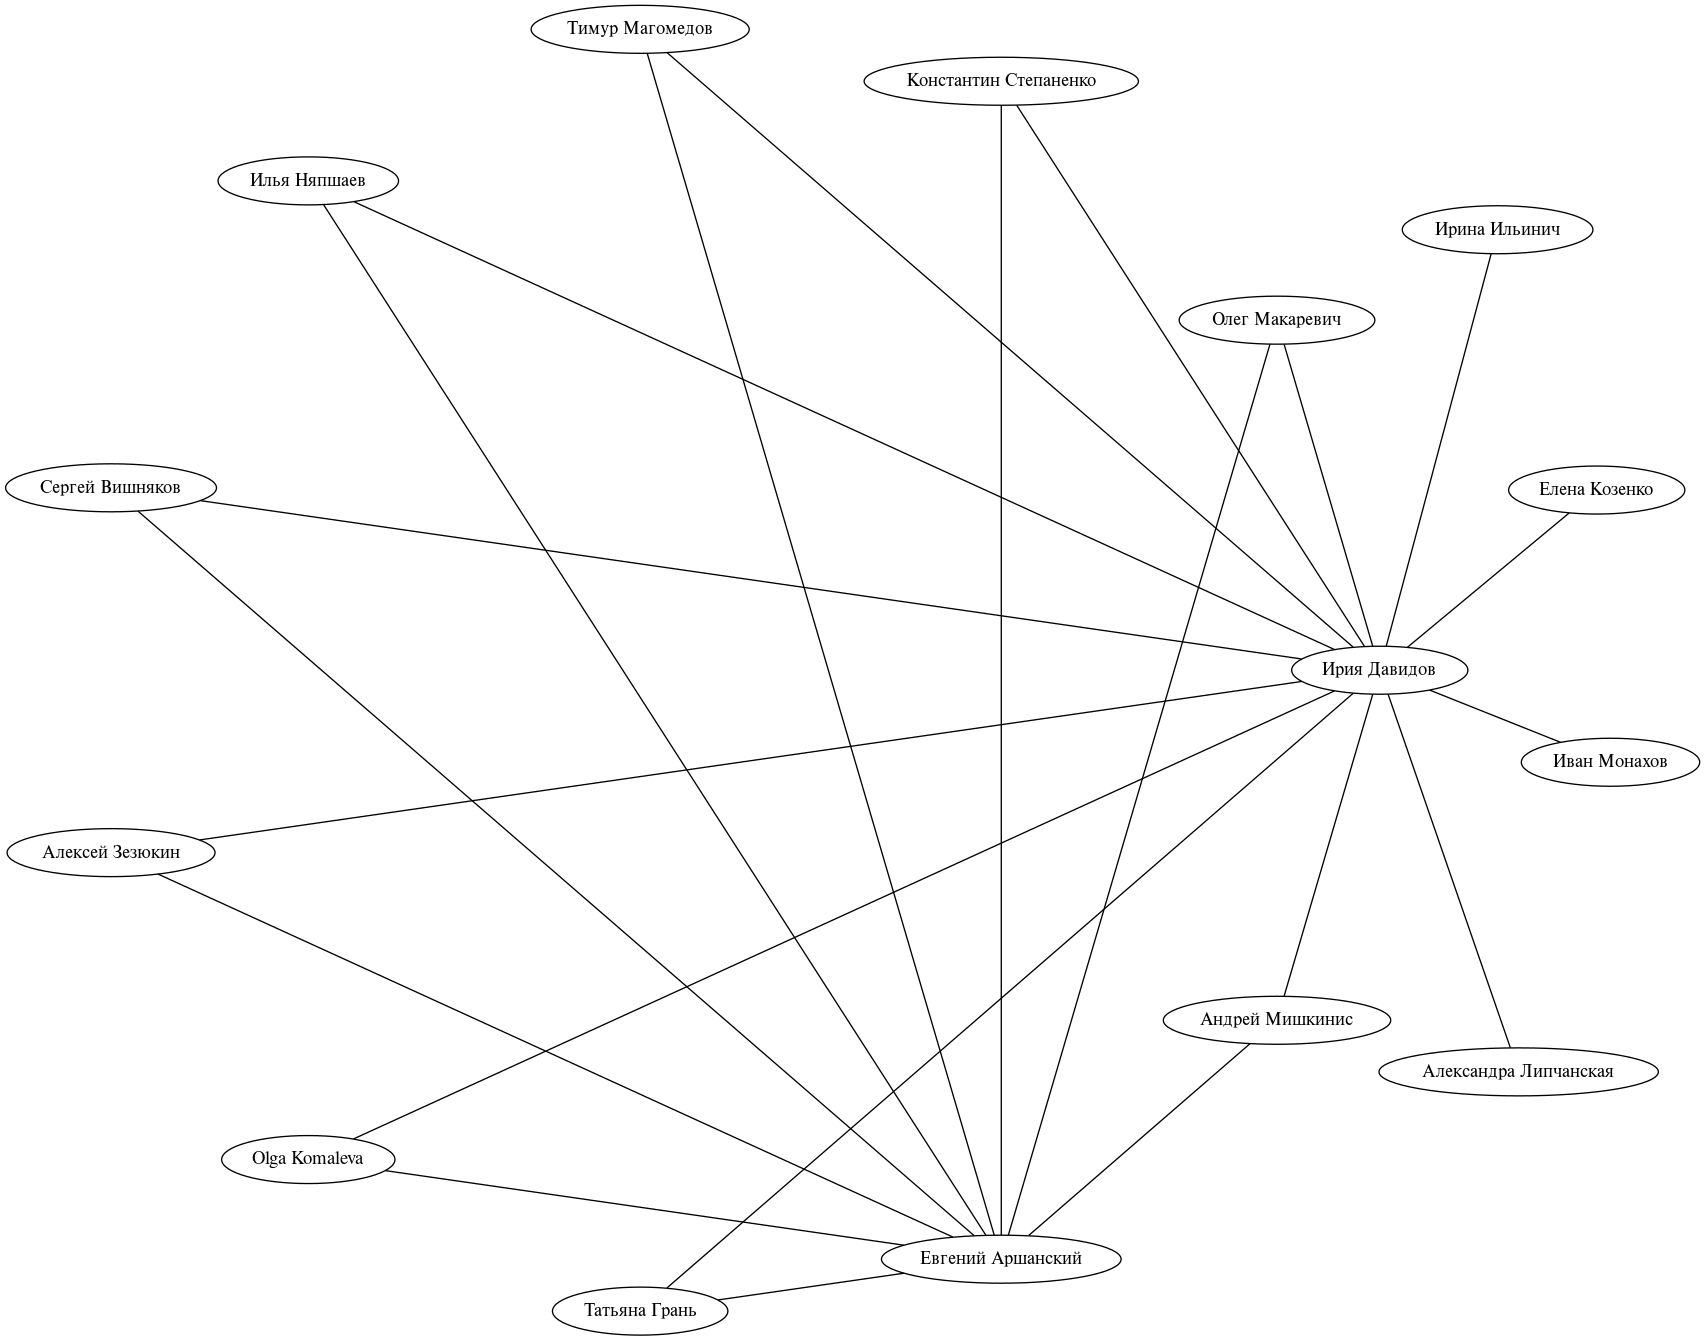 Тимур Магомедов
Константин Степаненко
Илья Няпшаев
Ирина Ильинич
Олег Макаревич
Сергей Вишняков
Елена Козенко
Ирия Давидов
Иван Монахов
Алексей Зезюкин
Андрей Мишкинис
Александра Липчанская
Olga Komaleva
Евгений Аршанский
Татьяна Грань